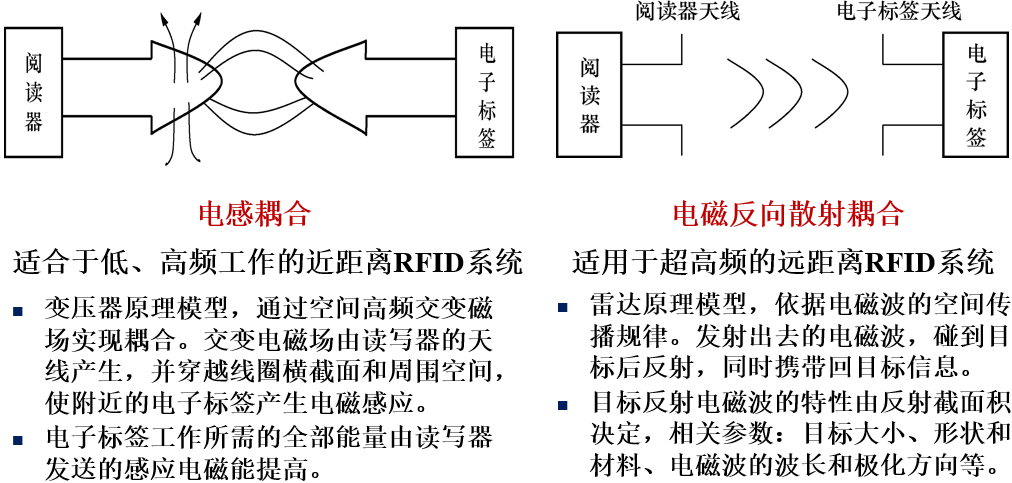 阅读器
电子标签
电感耦合
适合于低、高频工作的近距离RFID系统
变压器原理模型，通过空间高频交变磁
场实现耦合。交变电磁场由读写器的天
线产生，并穿越线圈横截面和周围空间，
使附近的电子标签产生电磁感应。
电子标签工作所需的全部能量由读写器
发送的感应电磁能提高。
阅读器天线
电子标签天线
阅读器
电子标签
电磁反向散射耦合
适用于超高频的远距离RFID系统
雷达原理模型，依据电磁波的空间传
播规律。发射出去的电磁波，碰到目
标后反射，同时携带回目标信息。
目标反射电磁波的特性由反射截面积
决定，相关参数：目标大小、形状和
材料、电磁波的波长和极化方向等。